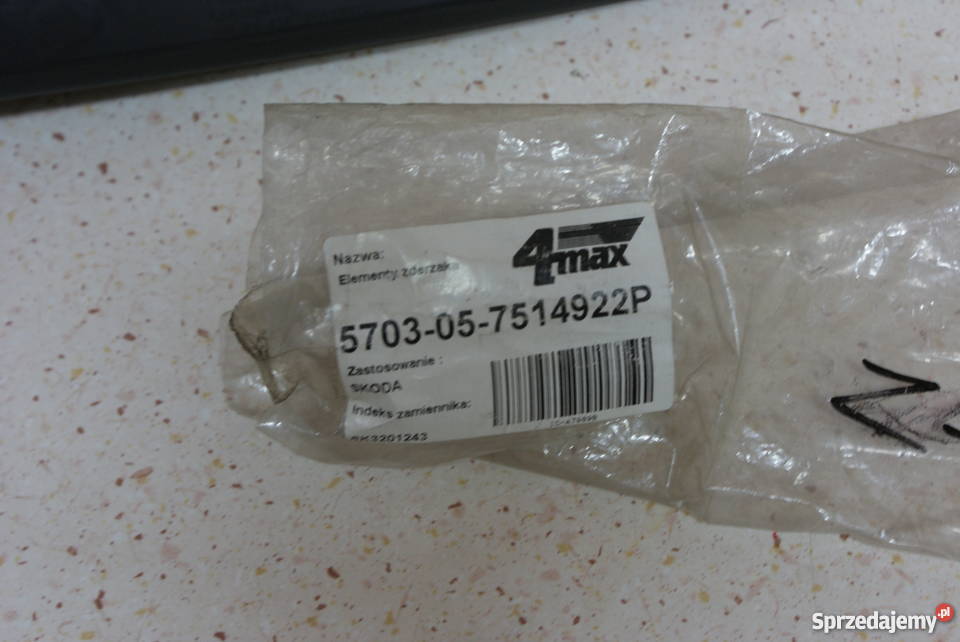 Nazwa:
Elementy zderzaka
4max
5703-05-7514922P
Zastosowanie :
SKODA
Indeks zamiennika:
SK3201243
Sprzedajemy.pl